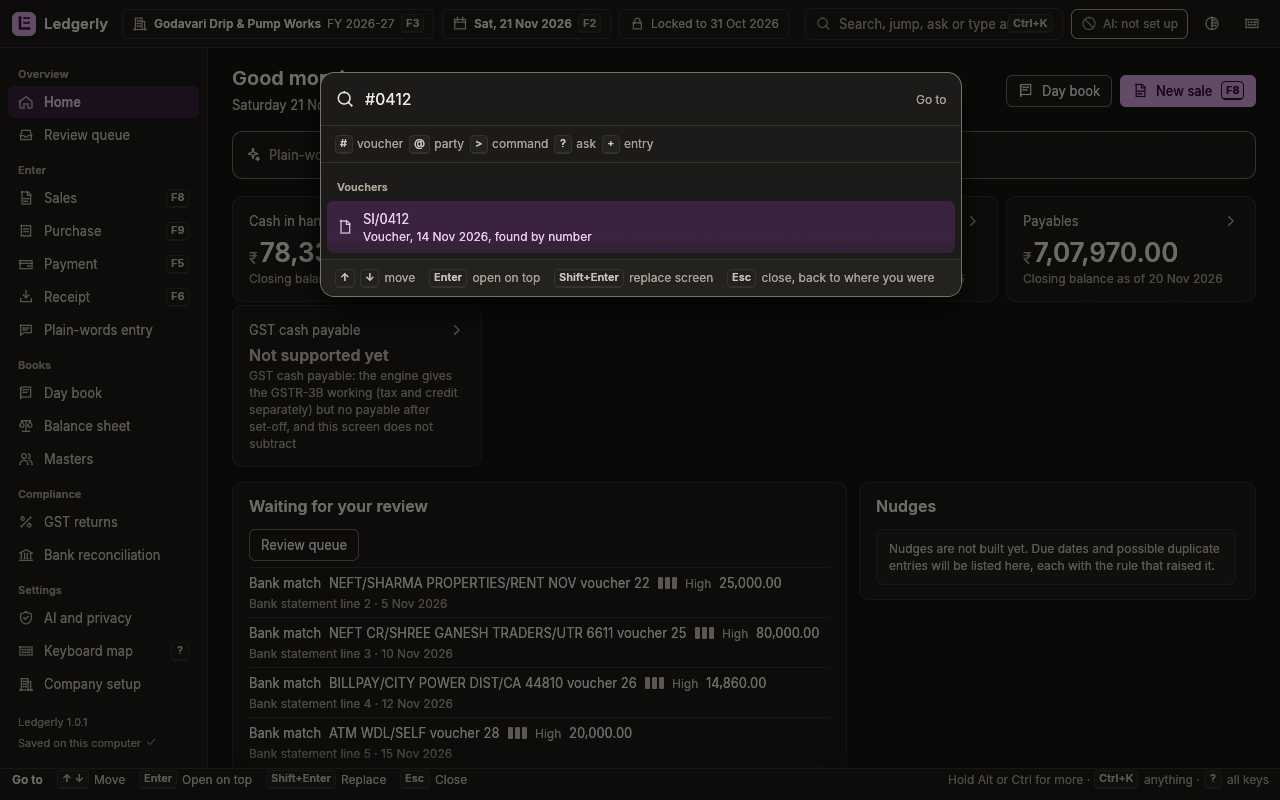 Ledgerly
Godavari Drip & Pump Works FY 2026-27 F3
Sat, 21 Nov 2026 F2
Locked to 31 Oct 2026
Search, jump, ask or type a Ctrl+K
AI: not set up
Overview
Home
Review queue
Enter
Sales F8
Purchase F9
Payment F5
Receipt F6
Plain-words entry
Books
Day book
Balance sheet
Masters
Compliance
GST returns
Bank reconciliation
Settings
AI and privacy
Keyboard map ?
Company setup
Ledgerly 1.0.1
Saved on this computer
Good mor
Saturday 21 N
Day book
New sale F8
#0412 Go to
# voucher @ party > command ? ask + entry
Vouchers
SI/0412
Voucher, 14 Nov 2026, found by number
↑ ↓ move Enter open on top Shift+Enter replace screen Esc close, back to where you were
Plain-wo
Cash in han
₹78,33
Closing balan
Payables
₹7,07,970.00
Closing balance as of 20 Nov 2026
GST cash payable
Not supported yet
GST cash payable: the engine gives
the GSTR-3B working (tax and credit
separately) but no payable after
set-off, and this screen does not
subtract
Waiting for your review
Review queue
Bank match NEFT/SHARMA PROPERTIES/RENT NOV voucher 22 High 25,000.00
Bank statement line 2 · 5 Nov 2026
Bank match NEFT CR/SHREE GANESH TRADERS/UTR 6611 voucher 25 High 80,000.00
Bank statement line 3 · 10 Nov 2026
Bank match BILLPAY/CITY POWER DIST/CA 44810 voucher 26 High 14,860.00
Bank statement line 4 · 12 Nov 2026
Bank match ATM WDL/SELF voucher 28 High 20,000.00
Bank statement line 5 · 15 Nov 2026
Nudges
Nudges are not built yet. Due dates and possible duplicate
entries will be listed here, each with the rule that raised it.
Go to ↑ ↓ Move Enter Open on top Shift+Enter Replace Esc Close
Hold Alt or Ctrl for more · Ctrl+K anything · ? all keys